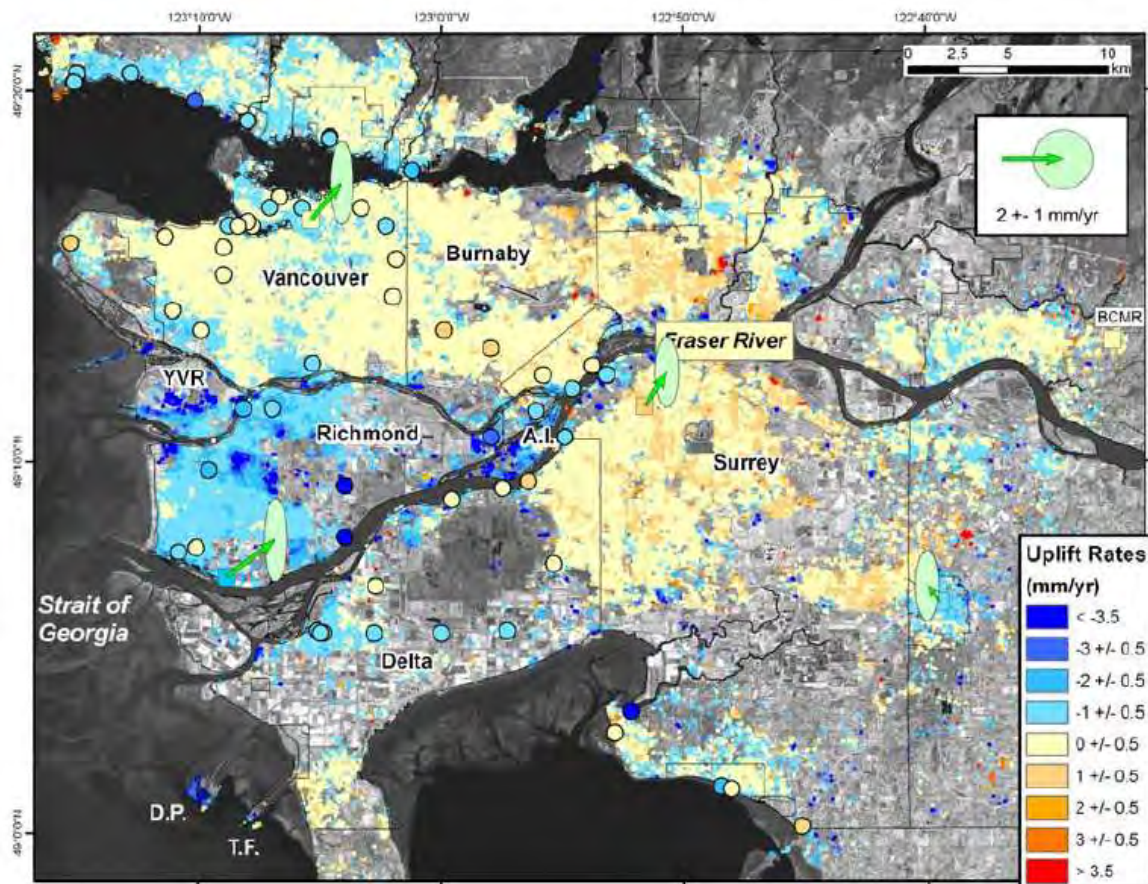 123°10'0"W
123°0'0"W
122°50'0"W
122°40'0"W
0 2.5 5 10
km
49°20'0"N
2 +- 1 mm/yr
Burnaby
Vancouver
BCMR
Fraser River
YVR
Richmond
A.I.
Surrey
49°10'0"N
Uplift Rates
(mm/yr)
< -3.5
-3 +/- 0.5
-2 +/- 0.5
-1 +/- 0.5
0 +/- 0.5
1 +/- 0.5
2 +/- 0.5
3 +/- 0.5
> 3.5
Strait of
Georgia
Delta
D.P.
T.F.
49°0'0"N